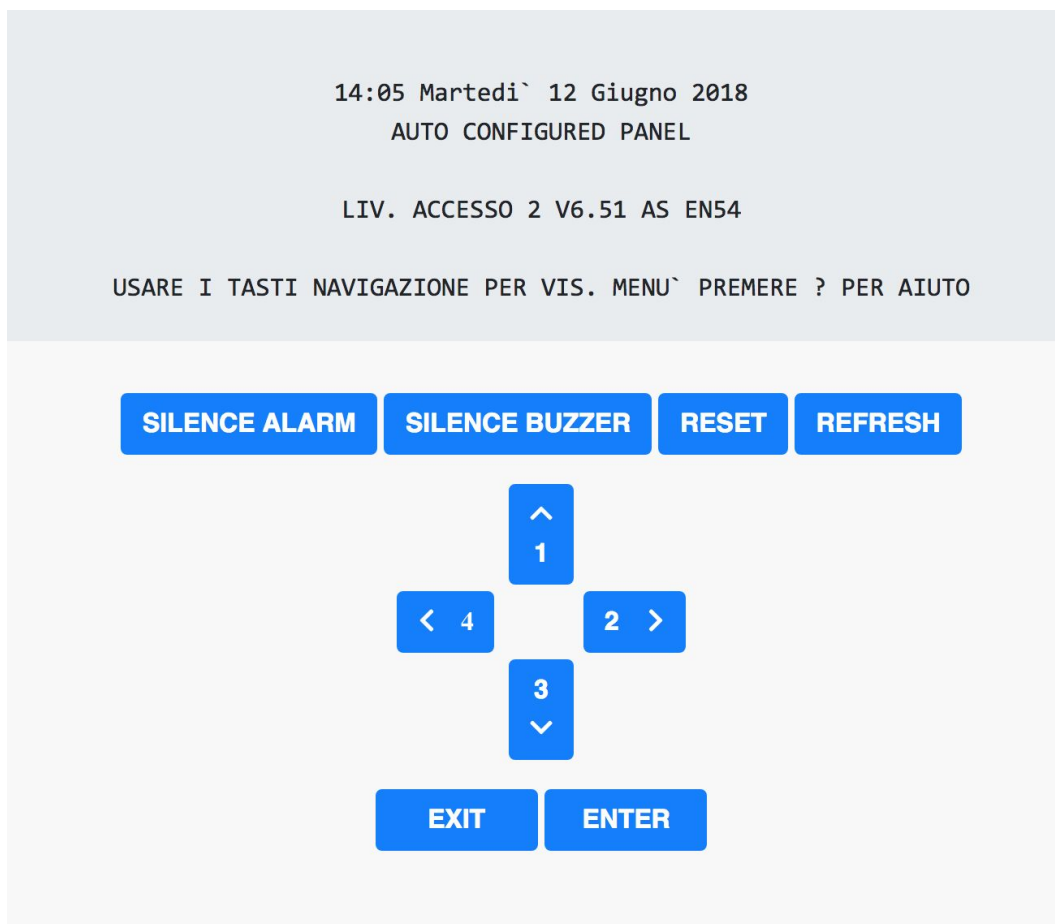 14:05 Martedi` 12 Giugno 2018
AUTO CONFIGURED PANEL
LIV. ACCESSO 2 V6.51 AS EN54
USARE I TASTI NAVIGAZIONE PER VIS. MENU` PREMERE ? PER AIUTO
SILENCE ALARM SILENCE BUZZER RESET REFRESH
1
4 2
3
EXIT ENTER